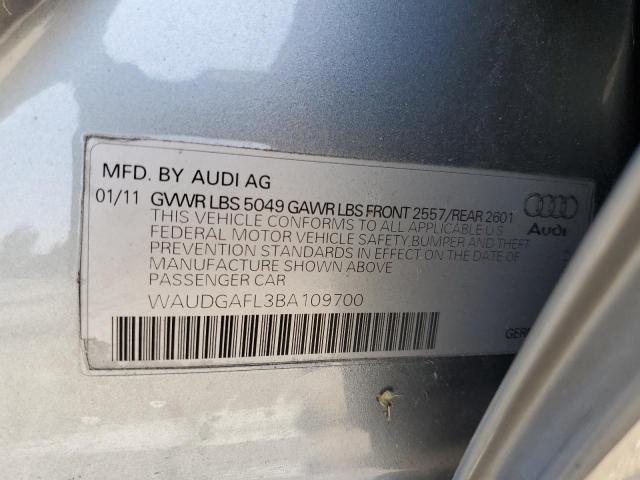 MFD. BY AUDI AG
01/11 GVWR LBS 5049 GAWR LBS FRONT 2557/REAR 2601
THIS VEHICLE CONFORMS TO ALL APPLICABLE U.S
FEDERAL MOTOR VEHICLE SAFETY, BUMPER AND THEFT
PREVENTION STANDARDS IN EFFECT ON THE DATE OF
MANUFACTURE SHOWN ABOVE
PASSENGER CAR
WAUDGAFL3BA109700
Audi
GERM